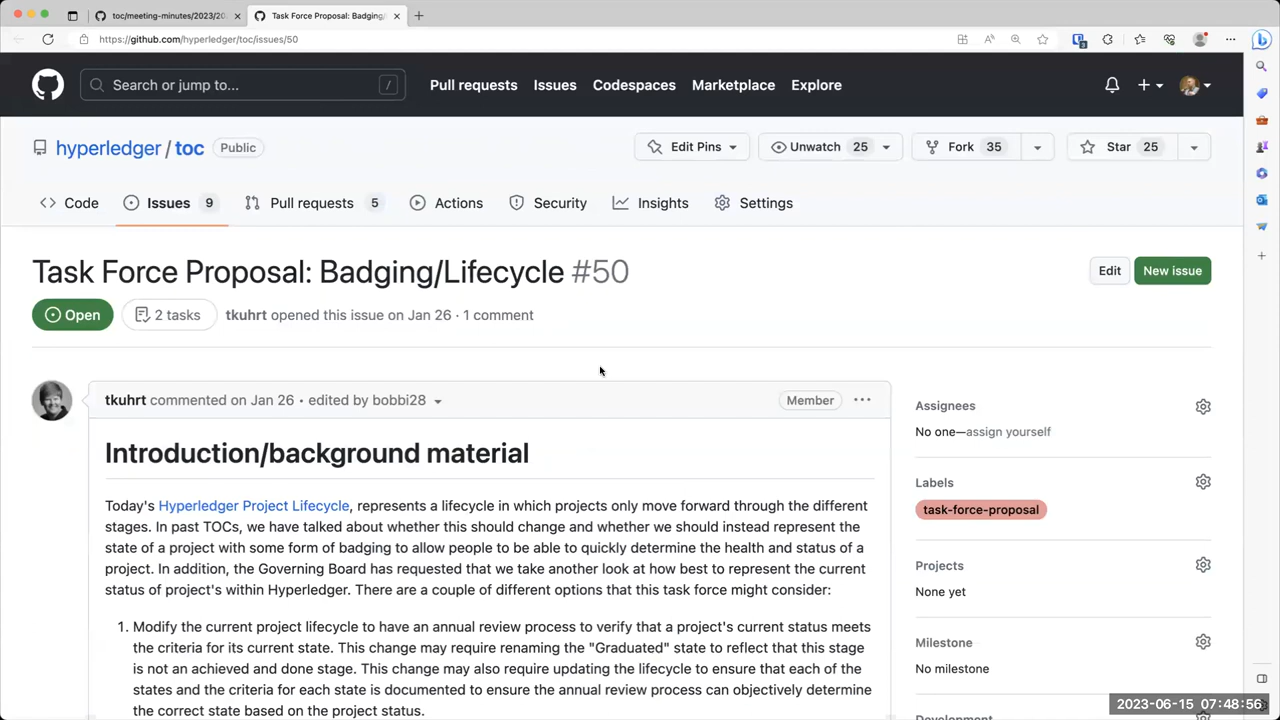 toc/meeting-minutes/2023/20
Task Force Proposal: Badging/
https://github.com/hyperledger/toc/issues/50
Search or jump to...
/
Pull requests
Issues
Codespaces
Marketplace
Explore
hyperledger / toc
Public
Edit Pins
Unwatch 25
Fork 35
Star 25
Code
Issues 9
Pull requests 5
Actions
Security
Insights
Settings
Task Force Proposal: Badging/Lifecycle #50
Edit
New issue
Open
2 tasks
tkuhrt opened this issue on Jan 26 · 1 comment
tkuhrt commented on Jan 26 • edited by bobbi28
Member
Introduction/background material
Today's Hyperledger Project Lifecycle, represents a lifecycle in which projects only move forward through the different
stages. In past TOCs, we have talked about whether this should change and whether we should instead represent the
state of a project with some form of badging to allow people to be able to quickly determine the health and status of a
project. In addition, the Governing Board has requested that we take another look at how best to represent the current
status of project's within Hyperledger. There are a couple of different options that this task force might consider:
1. Modify the current project lifecycle to have an annual review process to verify that a project's current status meets
the criteria for its current state. This change may require renaming the "Graduated" state to reflect that this stage
is not an achieved and done stage. This change may also require updating the lifecycle to ensure that each of the
states and the criteria for each state is documented to ensure the annual review process can objectively determine
the correct state based on the project status.
Assignees
No one—assign yourself
Labels
task-force-proposal
Projects
None yet
Milestone
No milestone
Development
2023-06-15 07:48:56